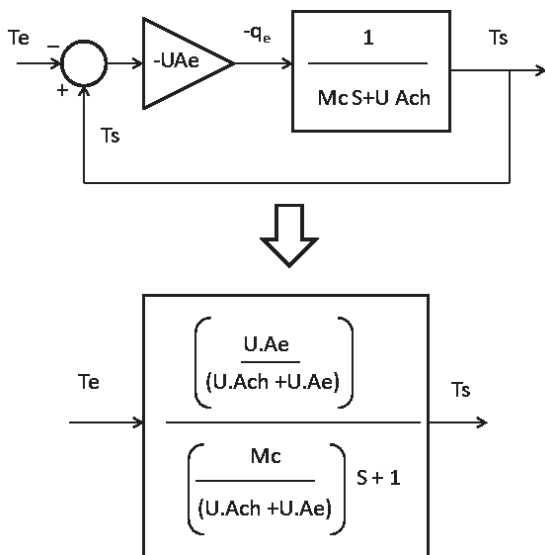 Te
−
+
Ts
-UAe
-qe
1
Mc S+U Ach
Ts
Te
U.Ae
(U.Ach +U.Ae)
Mc
(U.Ach +U.Ae)
S + 1
Ts